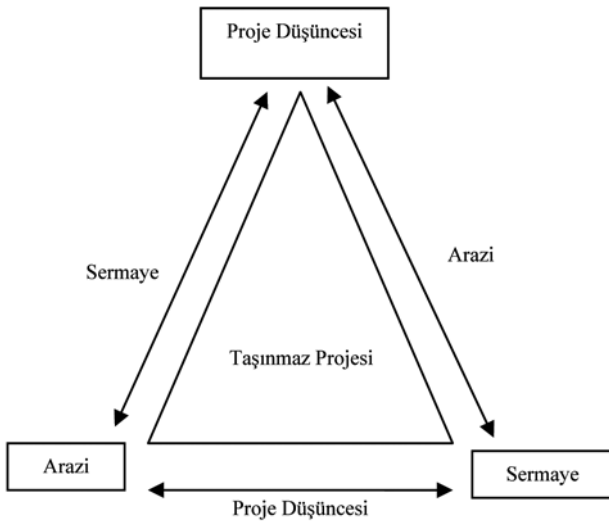 Proje Düşüncesi
Sermaye
Arazi
Taşınmaz Projesi
Arazi
Sermaye
Proje Düşüncesi